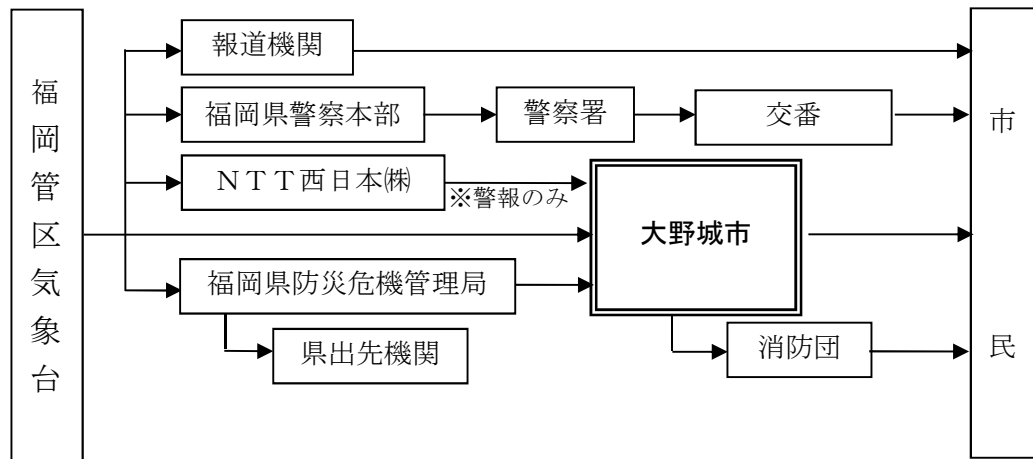 福岡管区気象台
報道機関
福岡県警察本部
警察署
交番
ＮＴＴ西日本㈱
※警報のみ
大野城市
福岡県防災危機管理局
県出先機関
消防団
市民